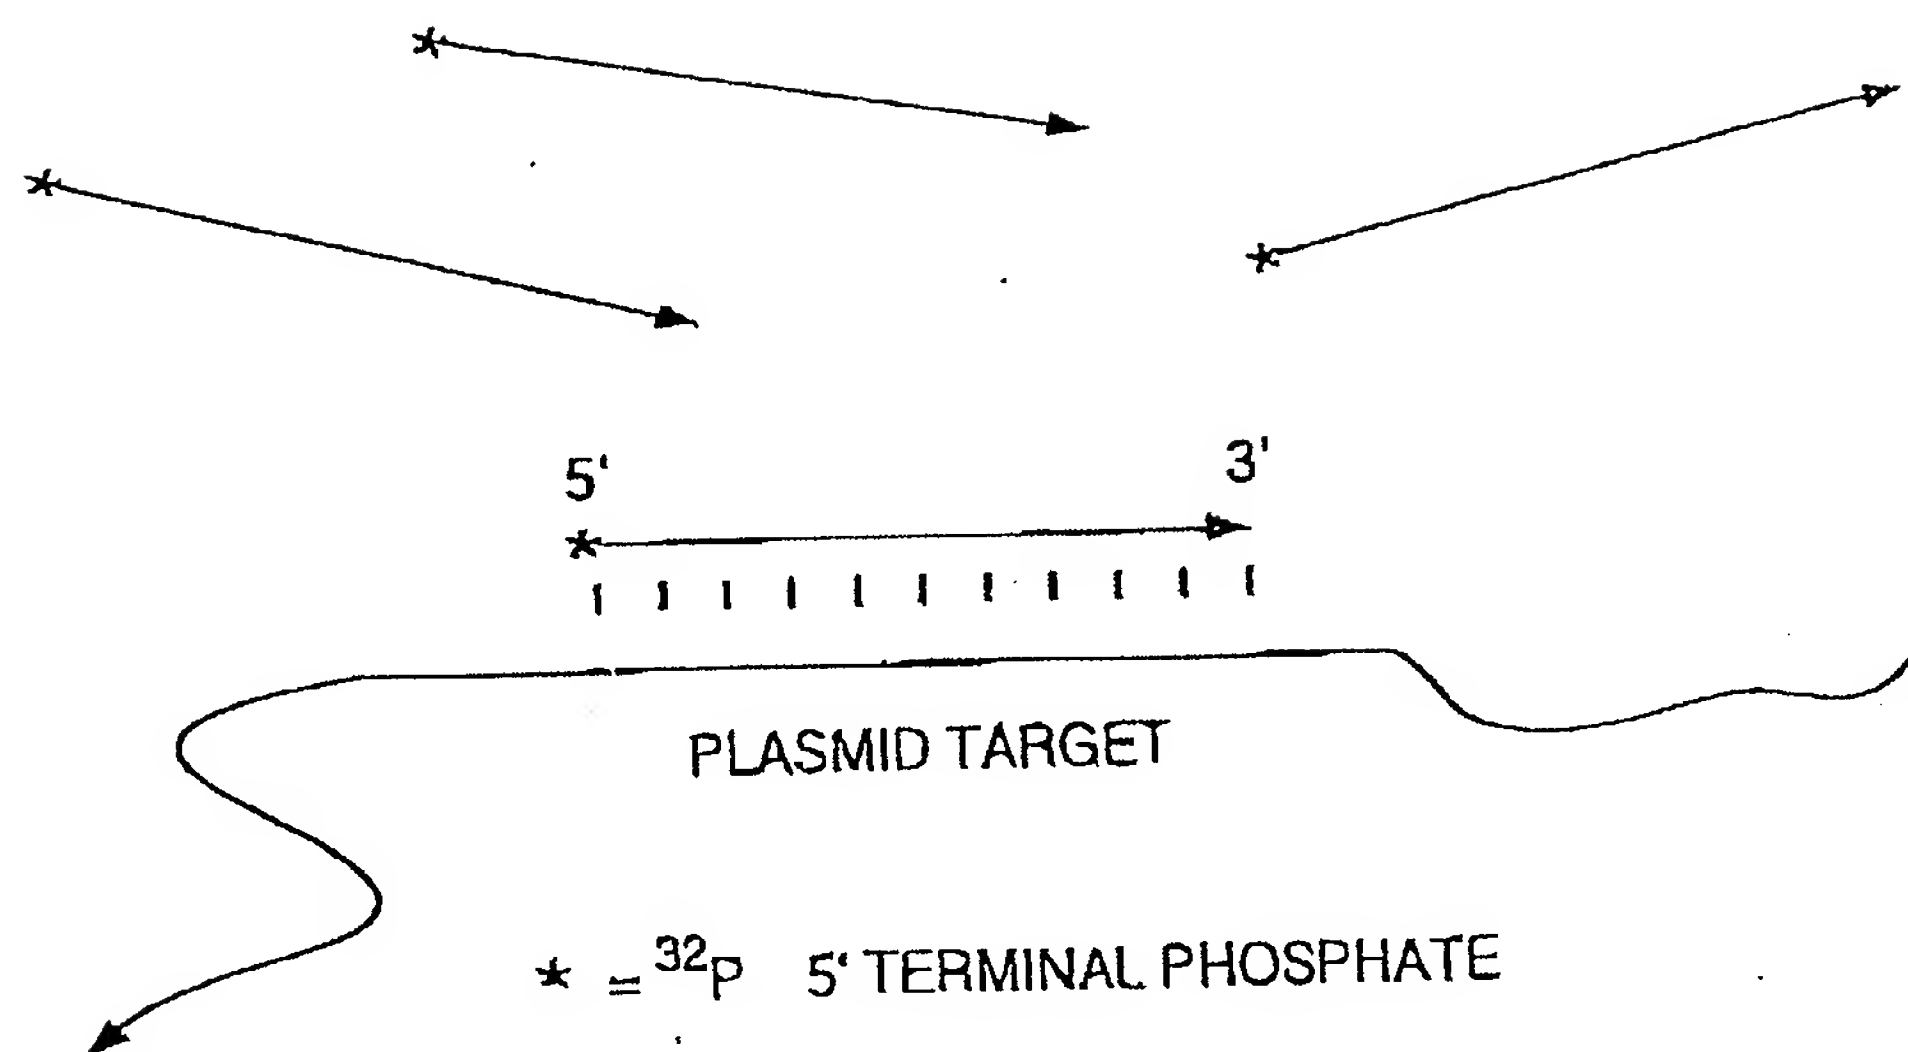 5' 3'
PLASMID TARGET
* = ³²P 5' TERMINAL PHOSPHATE